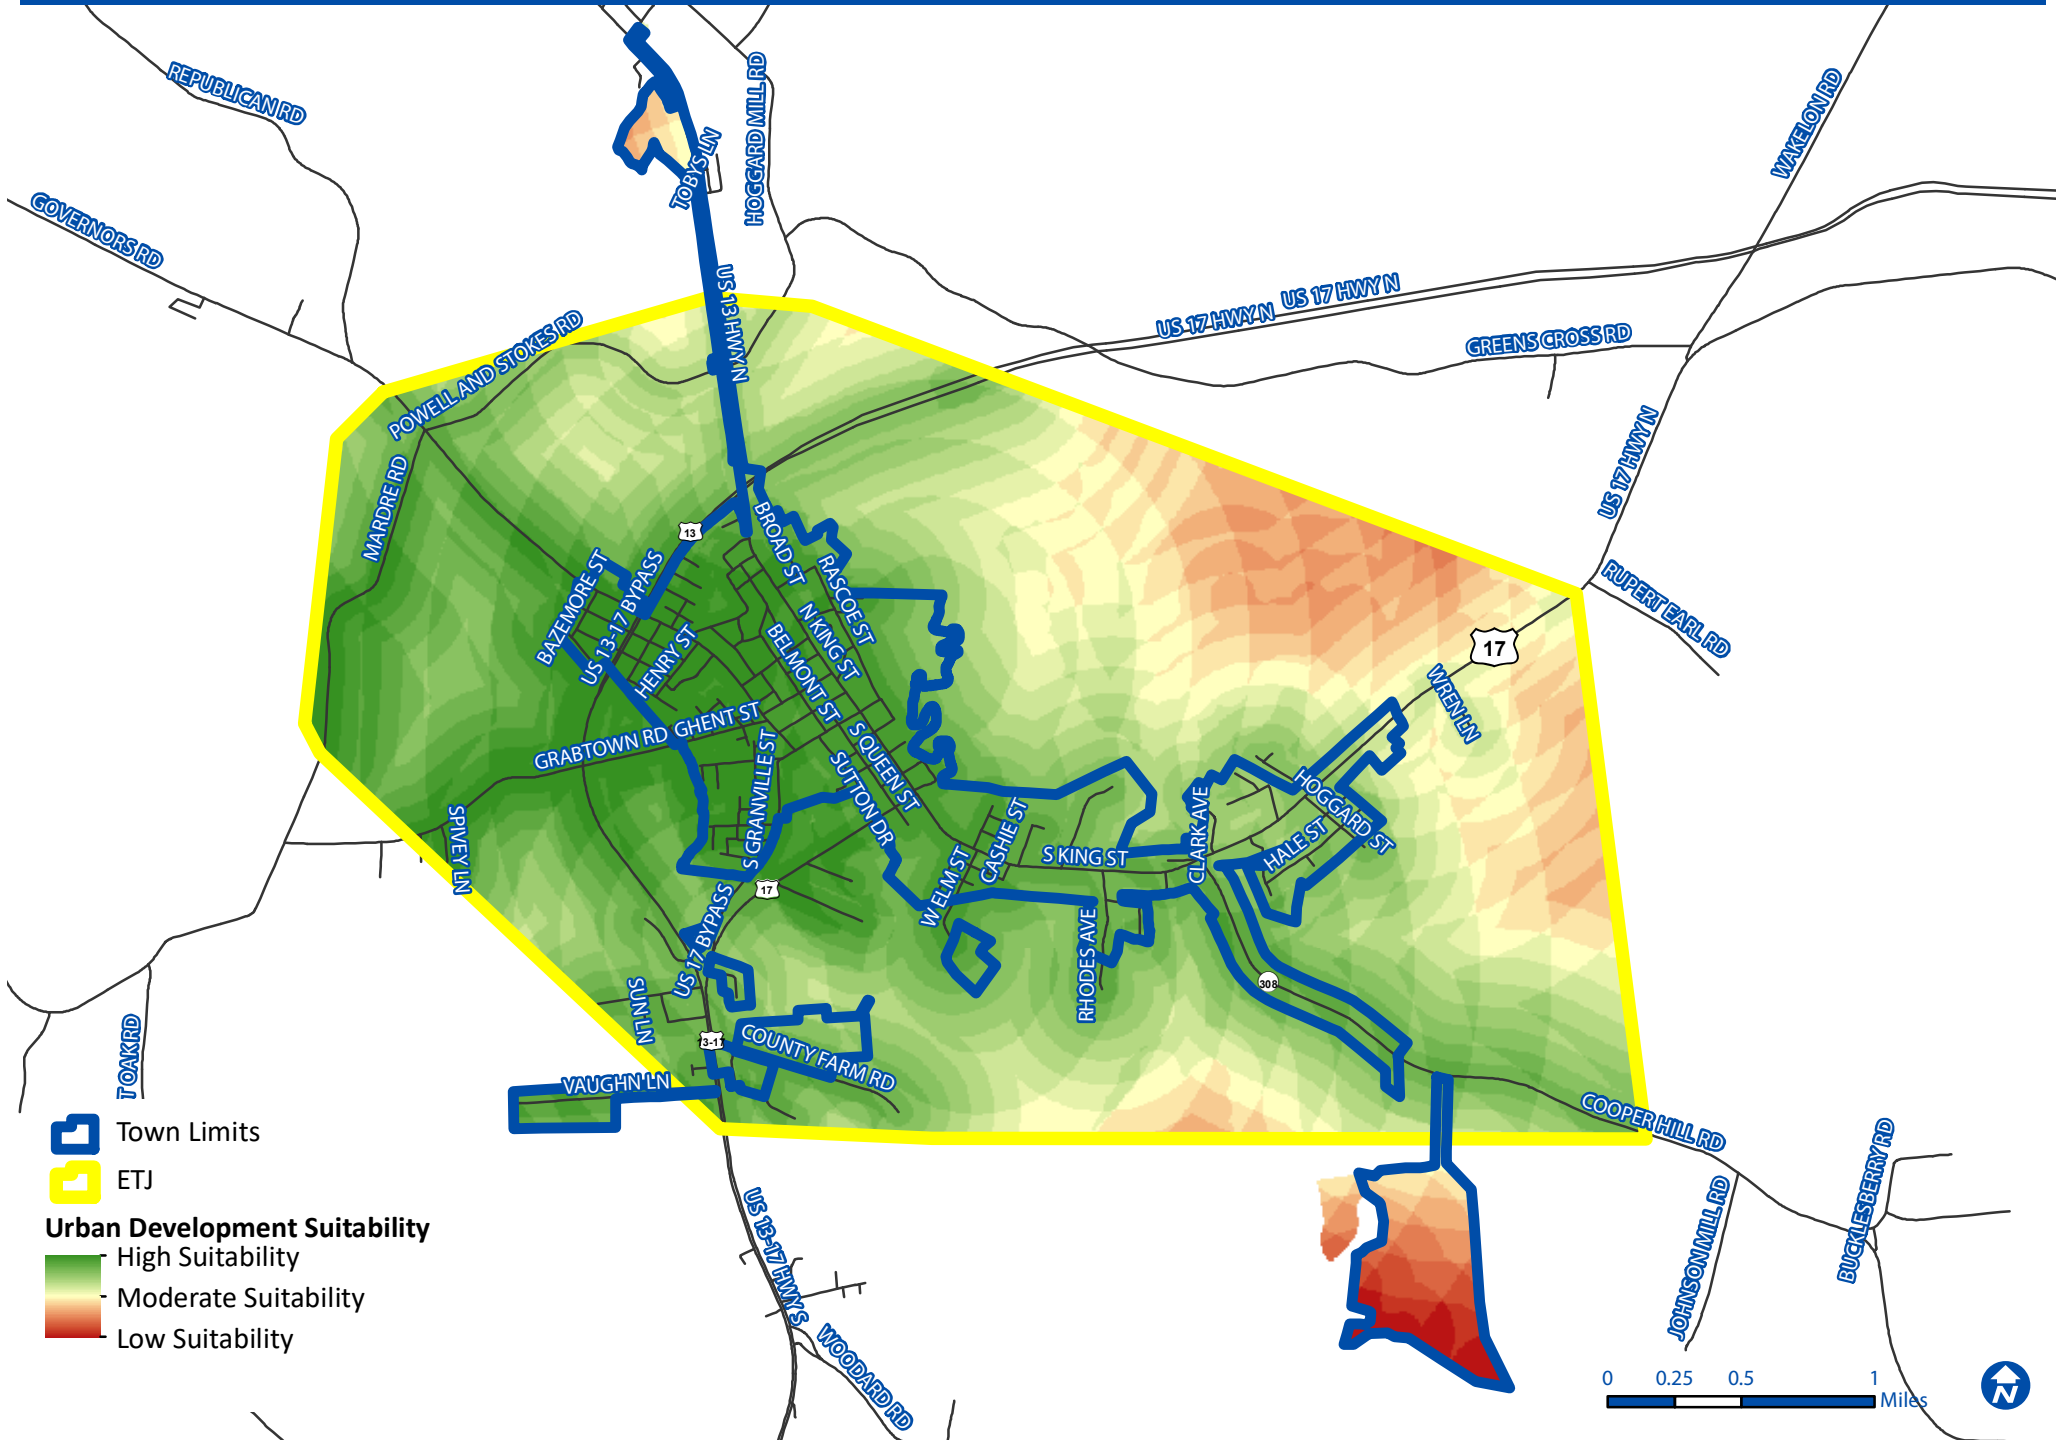 REPUBLICAN RD
HOGGARD MILL RD
WAKELON RD
TOBYS LN
GOVERNORS RD
US 13 HWY N
US 17 HWY N
US 17 HWY N
GREENS CROSS RD
POWELL AND STOKES RD
US 17 HWY N
MARDRE RD
13
BROAD ST
RASCOE ST
BAZEMORE ST
US 13-17 BYPASS
RUPERT EARL RD
N KING ST
BELMONT ST
HENRY ST
17
WREN LN
GRABTOWN RD
GHENT ST
S QUEEN ST
SUTTON DR
S GRANVILLE ST
HOGGARD ST
SPIVEY LN
CASHIE ST
CLARK AVE
HALE ST
S KING ST
W ELM ST
17
US 17 BYPASS
RHODES AVE
308
SUN LN
13-17
COUNTY FARM RD
T OAK RD
VAUGHN LN
COOPER HILL RD
BUCKLESBERRY RD
JOHNSON MILL RD
US 13-17 HWY S
WOODARD RD
Town Limits
ETJ
Urban Development Suitability
High Suitability
Moderate Suitability
Low Suitability
0 0.25 0.5 1
Miles
N